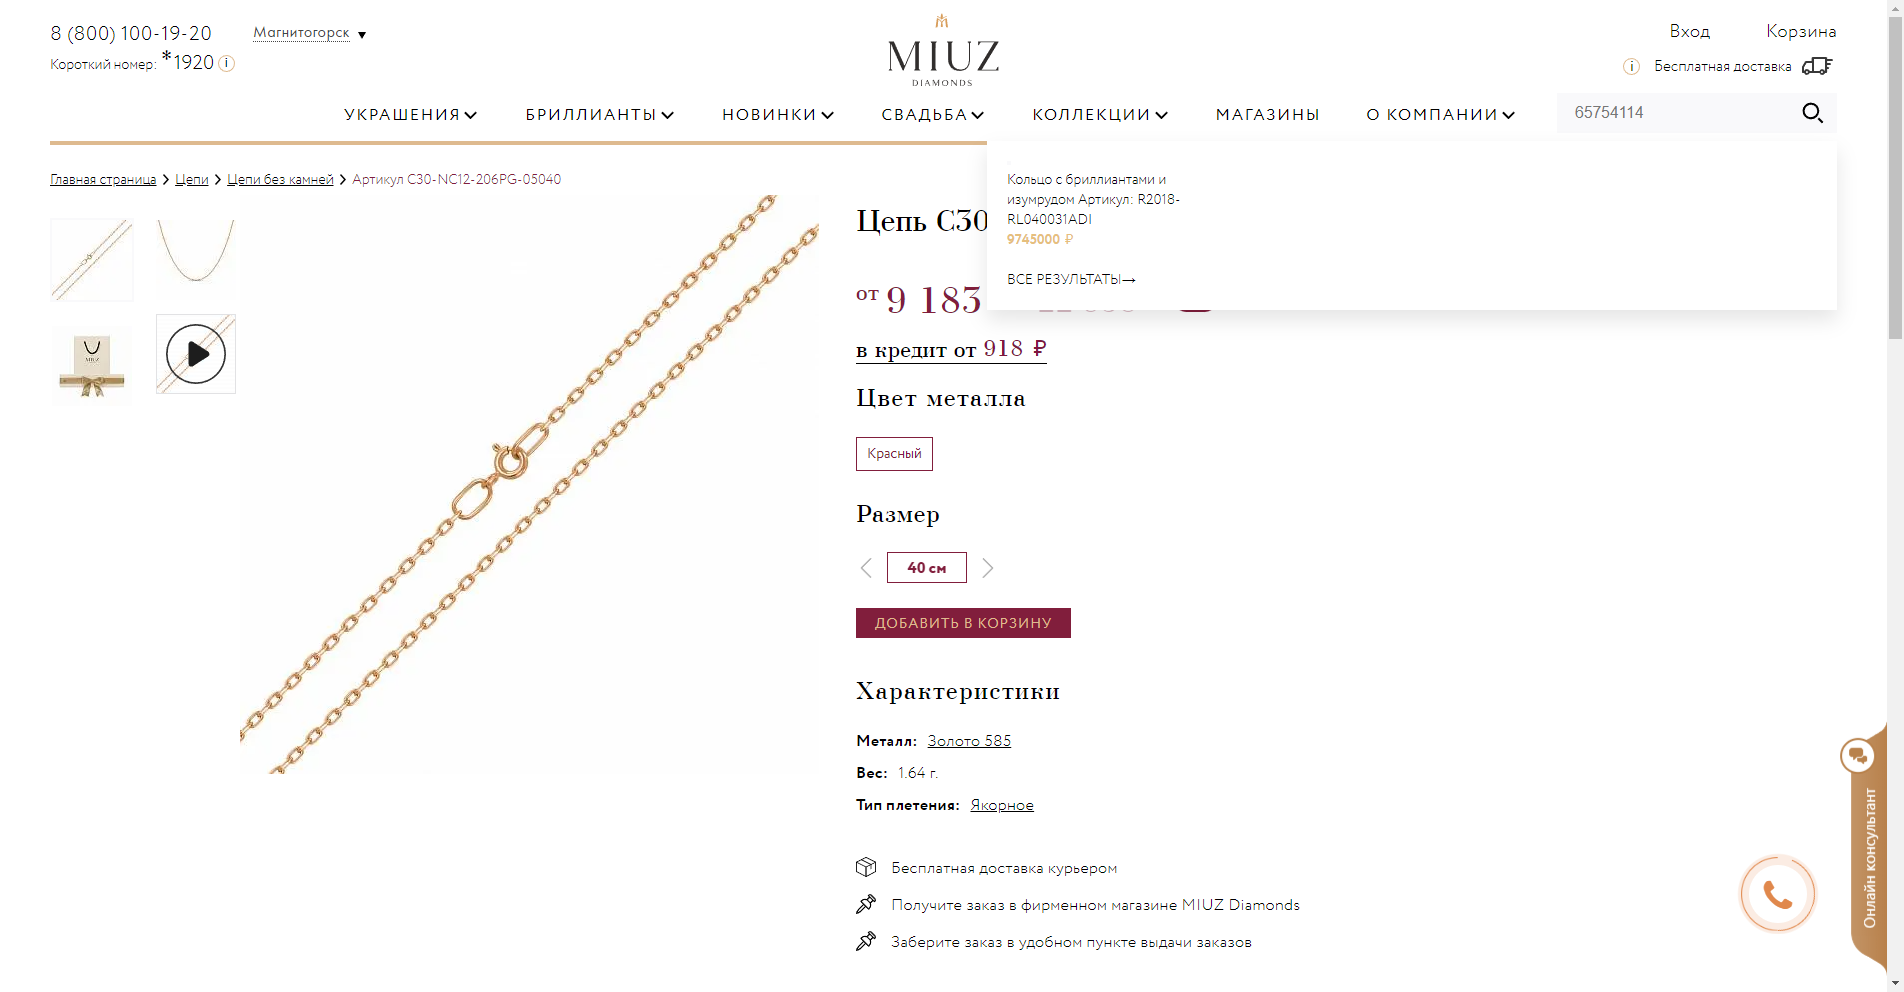 8 (800) 100-19-20
Магнитогорск
Короткий номер: *1920
MIUZ
DIAMONDS
Вход
Корзина
Бесплатная доставка
УКРАШЕНИЯ
БРИЛЛИАНТЫ
НОВИНКИ
СВАДЬБА
КОЛЛЕКЦИИ
МАГАЗИНЫ
О КОМПАНИИ
65754114
Главная страница > Цепи > Цепи без камней > Артикул C30-NC12-206PG-05040
Кольцо с бриллиантами и
изумрудом Артикул: R2018-
RL040031ADI
9745000 ₽
ВСЕ РЕЗУЛЬТАТЫ→
Цепь C30
от 9 183
в кредит от 918 ₽
Цвет металла
Красный
Размер
40 см
ДОБАВИТЬ В КОРЗИНУ
Характеристики
Металл: Золото 585
Вес: 1.64 г.
Тип плетения: Якорное
Бесплатная доставка курьером
Получите заказ в фирменном магазине MIUZ Diamonds
Заберите заказ в удобном пункте выдачи заказов
Онлайн консультант